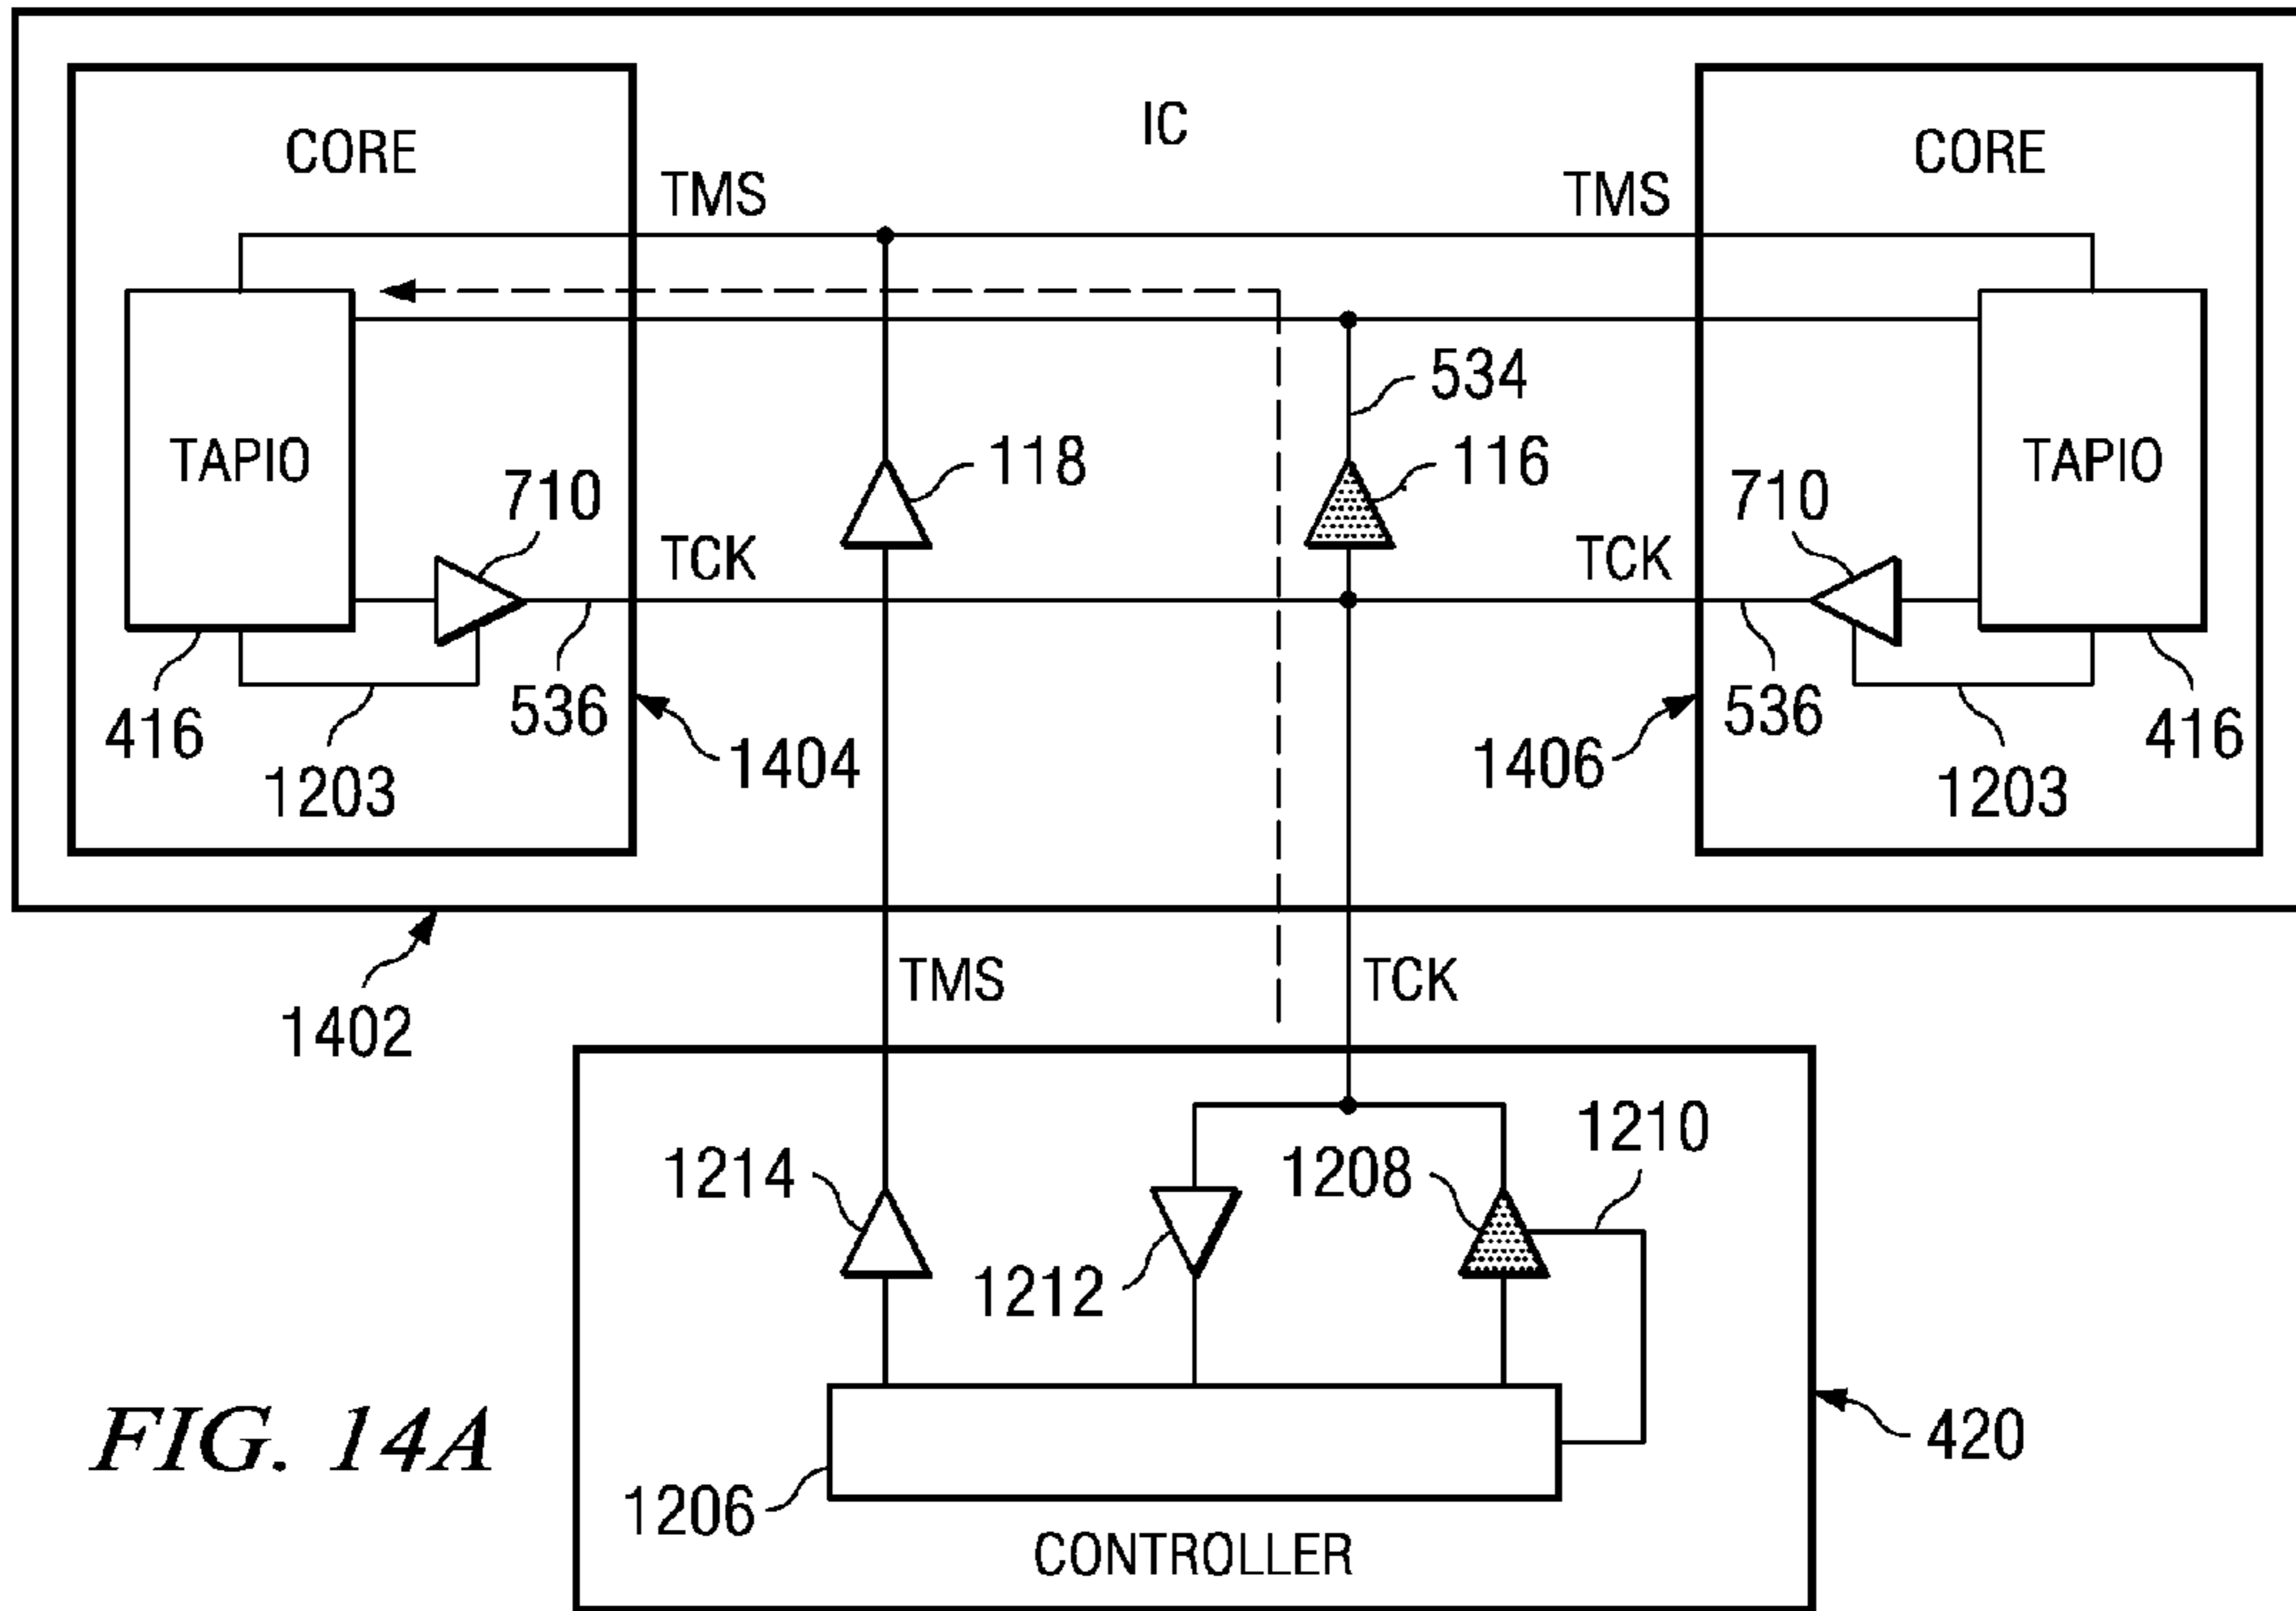 IC
CORE
CORE
TMS
TMS
534
TAPIO
118
116
TAPIO
710
710
TCK
TCK
416
536
1404
1406
536
416
1203
1203
1402
TMS
TCK
1214
1208
1210
1212
420
1206
CONTROLLER
FIG. 14A